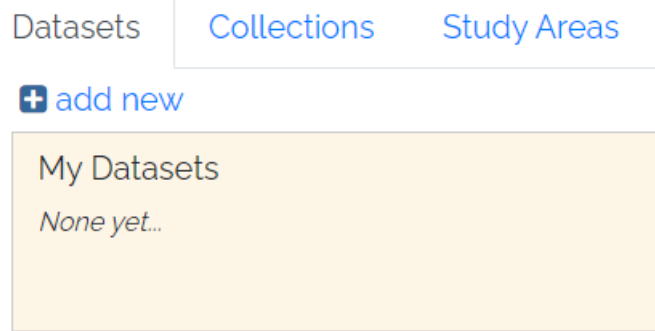 Datasets Collections Study Areas
add new
My Datasets
None yet...